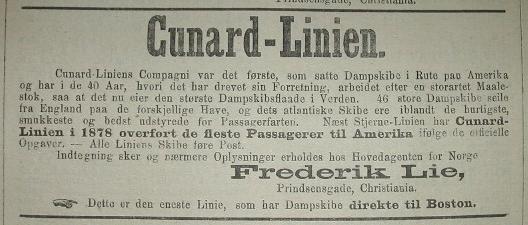 Prindsensgade, Christiania.
Cunard-Linien.
Cunard-Liniens Compagni var det første, som satte Dampskibe i Rute paa Amerika
og har i de 40 Aar, hvori det har drevet sin Forretning, arbeidet efter en storartet Maale-
stok, saa at det nu eier den største Dampskibsflaade i Verden. 46 store Dampskibe seile
fra England paa de forskjellige Have, og dets atlantiske Skibe ere iblandt de hurtigste,
smukkeste og bedst udstyrede for Passagerfarten. Næst Stjerne-Linien har Cunard-
Linien i 1878 overført de fleste Passagerer til Amerika ifølge de officielle
Opgaver. — Alle Liniens Skibe føre Post.
Indtegning sker og nærmere Oplysninger erholdes hos Hovedagenten for Norge
Frederik Lie,
Prindsensgade, Christiania.
☛ Dette er den eneste Linie, som har Dampskibe direkte til Boston.